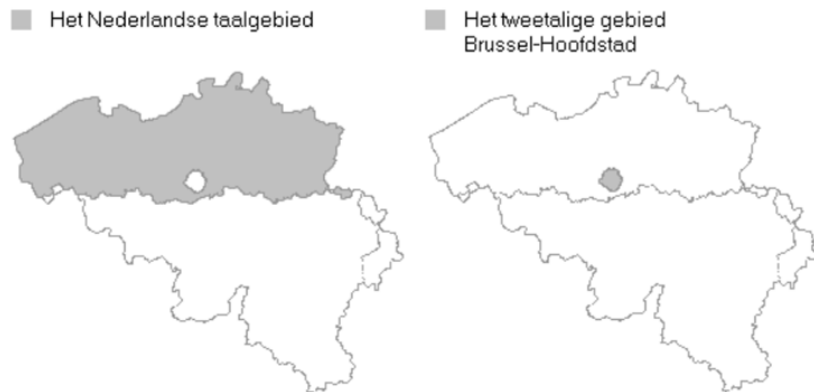 Het Nederlandse taalgebied
Het tweetalige gebied
Brussel-Hoofdstad